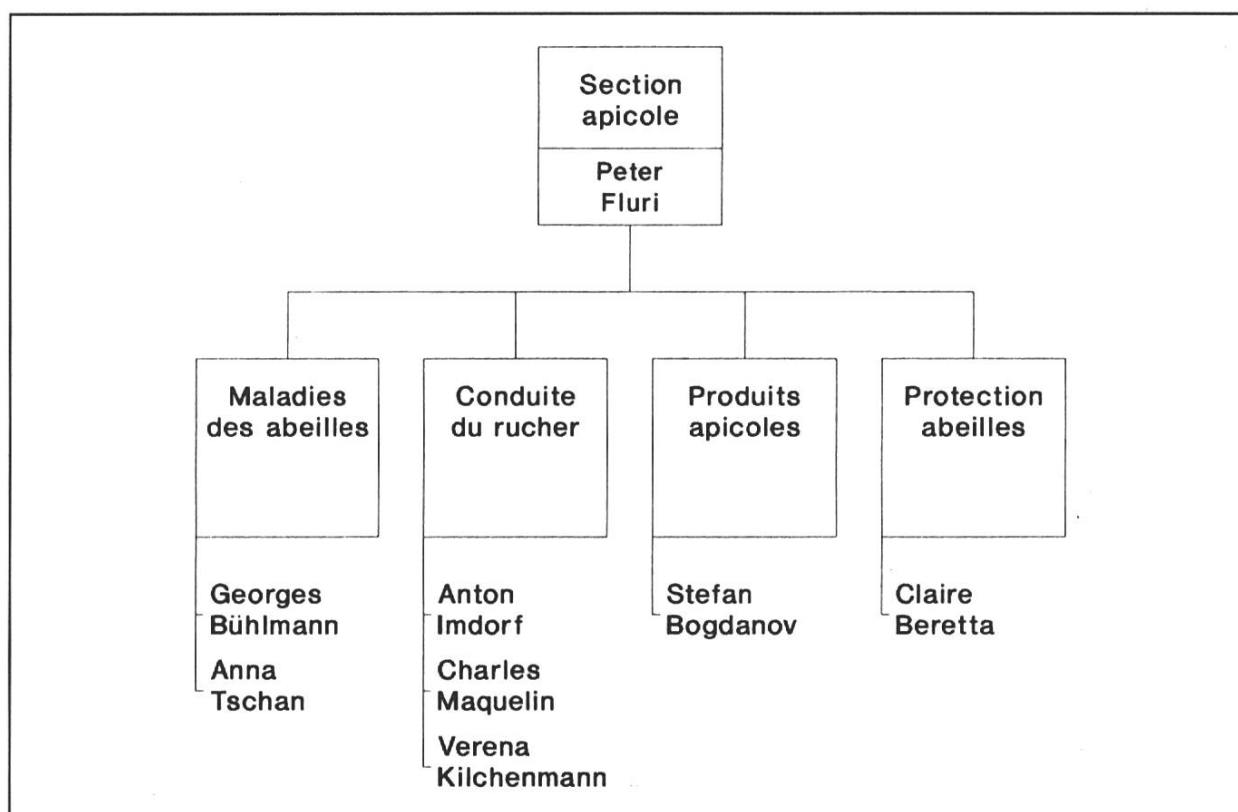 Section
apicole
Peter
Fluri
Maladies
des abeilles
Conduite
du rucher
Produits
apicoles
Protection
abeilles
Georges
Bühlmann
Anna
Tschan
Anton
Imdorf
Charles
Maquelin
Verena
Kilchenmann
Stefan
Bogdanov
Claire
Beretta